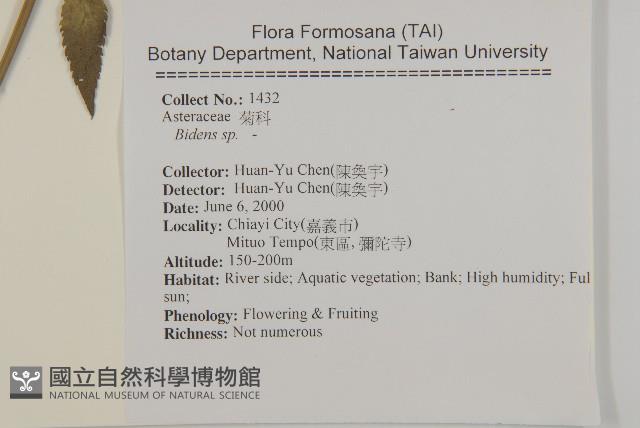 Flora Formosana (TAI)
Botany Department, National Taiwan University
====================================
Collect No.: 1432
Asteraceae 菊科
Bidens sp. -
Collector: Huan-Yu Chen(陳奐宇)
Detector: Huan-Yu Chen(陳奐宇)
Date: June 6, 2000
Locality: Chiayi City(嘉義市)
Mituo Tempo(東區, 彌陀寺)
Altitude: 150-200m
Habitat: River side; Aquatic vegetation; Bank; High humidity; Ful
sun;
Phenology: Flowering & Fruiting
Richness: Not numerous
國立自然科學博物館
NATIONAL MUSEUM OF NATURAL SCIENCE